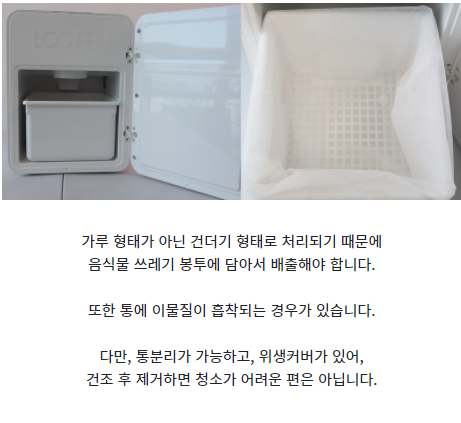 LOOFEN
가루 형태가 아닌 건더기 형태로 처리되기 때문에
음식물 쓰레기 봉투에 담아서 배출해야 합니다.
또한 통에 이물질이 흡착되는 경우가 있습니다.
다만, 통분리가 가능하고, 위생커버가 있어,
건조 후 제거하면 청소가 어려운 편은 아닙니다.